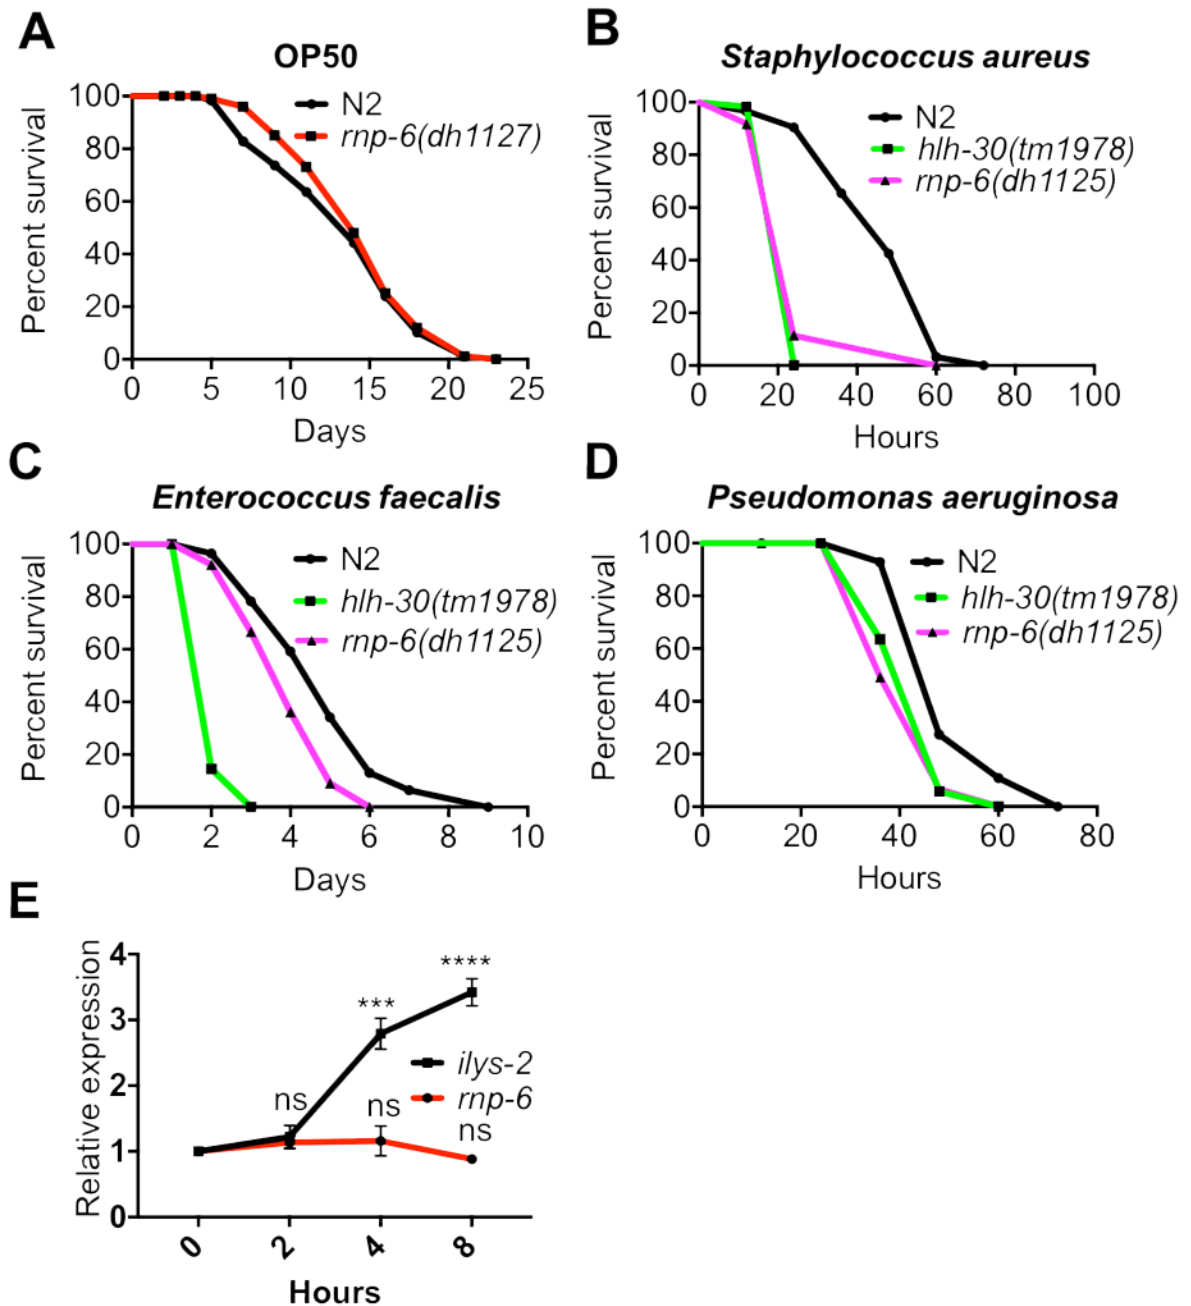 A
OP50
Percent survival
100
80
60
40
20
0
N2
rnp-6(dh1127)
0 5 10 15 20 25
Days
B
Staphylococcus aureus
Percent survival
100
80
60
40
20
0
N2
hlh-30(tm1978)
rnp-6(dh1125)
0 20 40 60 80 100
Hours
C
Enterococcus faecalis
Percent survival
100
80
60
40
20
0
N2
hlh-30(tm1978)
rnp-6(dh1125)
0 2 4 6 8 10
Days
D
Pseudomonas aeruginosa
Percent survival
100
80
60
40
20
0
N2
hlh-30(tm1978)
rnp-6(dh1125)
0 20 40 60 80
Hours
E
Relative expression
4
3
2
1
0
****
***
ns
ns
ns
ilys-2
rnp-6
0 2 4 8
Hours